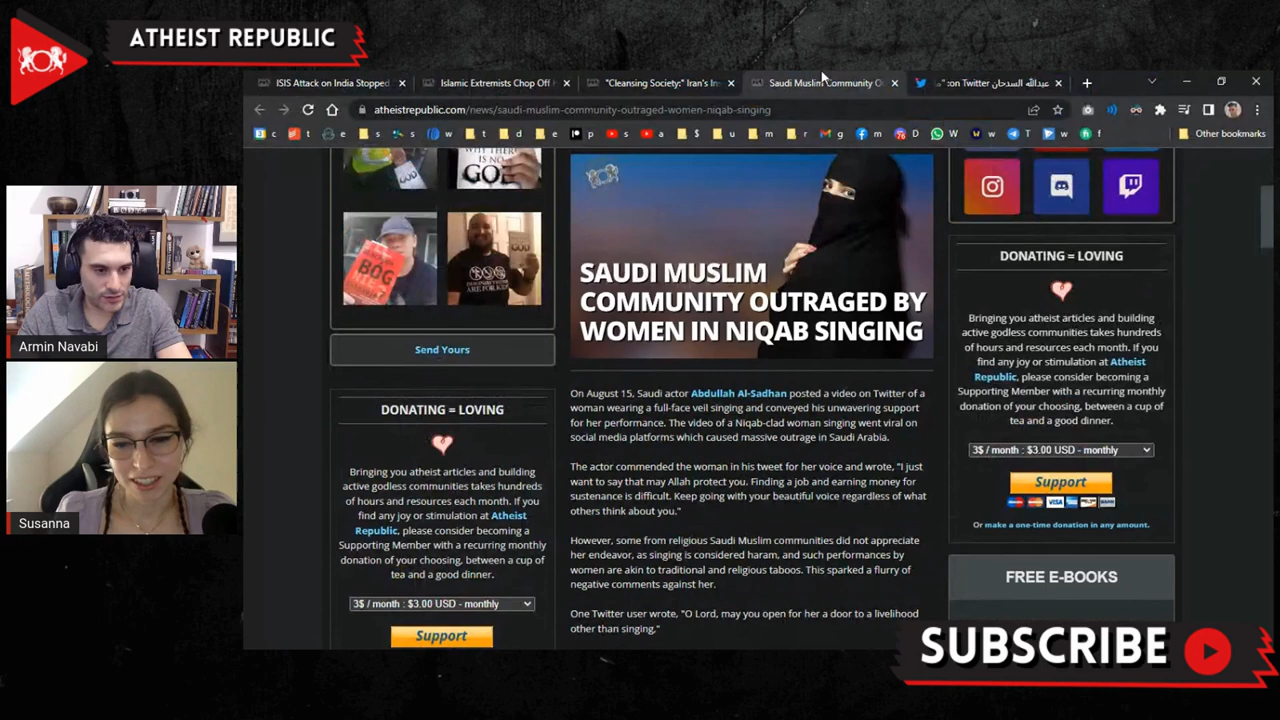 ATHEIST REPUBLIC
ISIS Attack on India Stopped
Islamic Extremists Chop Off
"Cleansing Society:" Iran's In
Saudi Muslim Community O
عبدالله السدحان on Twitter: "
atheistrepublic.com/news/saudi-muslim-community-outraged-women-niqab-singing
c t e s s w t d e p s a $ u m r g m D W w T w f
Other bookmarks
WHY THERE
IS NO
GOD
GOD
BOG
Send Yours
DONATING = LOVING
Bringing you atheist articles and building
active godless communities takes hundreds
of hours and resources each month. If you
find any joy or stimulation at Atheist
Republic, please consider becoming a
Supporting Member with a recurring monthly
donation of your choosing, between a cup of
tea and a good dinner.
3$ / month : $3.00 USD - monthly
Support
SAUDI MUSLIM
COMMUNITY OUTRAGED BY
WOMEN IN NIQAB SINGING
On August 15, Saudi actor Abdullah Al-Sadhan posted a video on Twitter of a
woman wearing a full-face veil singing and conveyed his unwavering support
for her performance. The video of a Niqab-clad woman singing went viral on
social media platforms which caused massive outrage in Saudi Arabia.
The actor commended the woman in his tweet for her voice and wrote, "I just
want to say that may Allah protect you. Finding a job and earning money for
sustenance is difficult. Keep going with your beautiful voice regardless of what
others think about you."
However, some from religious Saudi Muslim communities did not appreciate
her endeavor, as singing is considered haram, and such performances by
women are akin to traditional and religious taboos. This sparked a flurry of
negative comments against her.
One Twitter user wrote, "O Lord, may you open for her a door to a livelihood
other than singing,"
DONATING = LOVING
Bringing you atheist articles and building
active godless communities takes hundreds
of hours and resources each month. If you
find any joy or stimulation at Atheist
Republic, please consider becoming a
Supporting Member with a recurring monthly
donation of your choosing, between a cup of
tea and a good dinner.
3$ / month : $3.00 USD - monthly
Support
Or make a one-time donation in any amount.
FREE E-BOOKS
Armin Navabi
Susanna
SUBSCRIBE